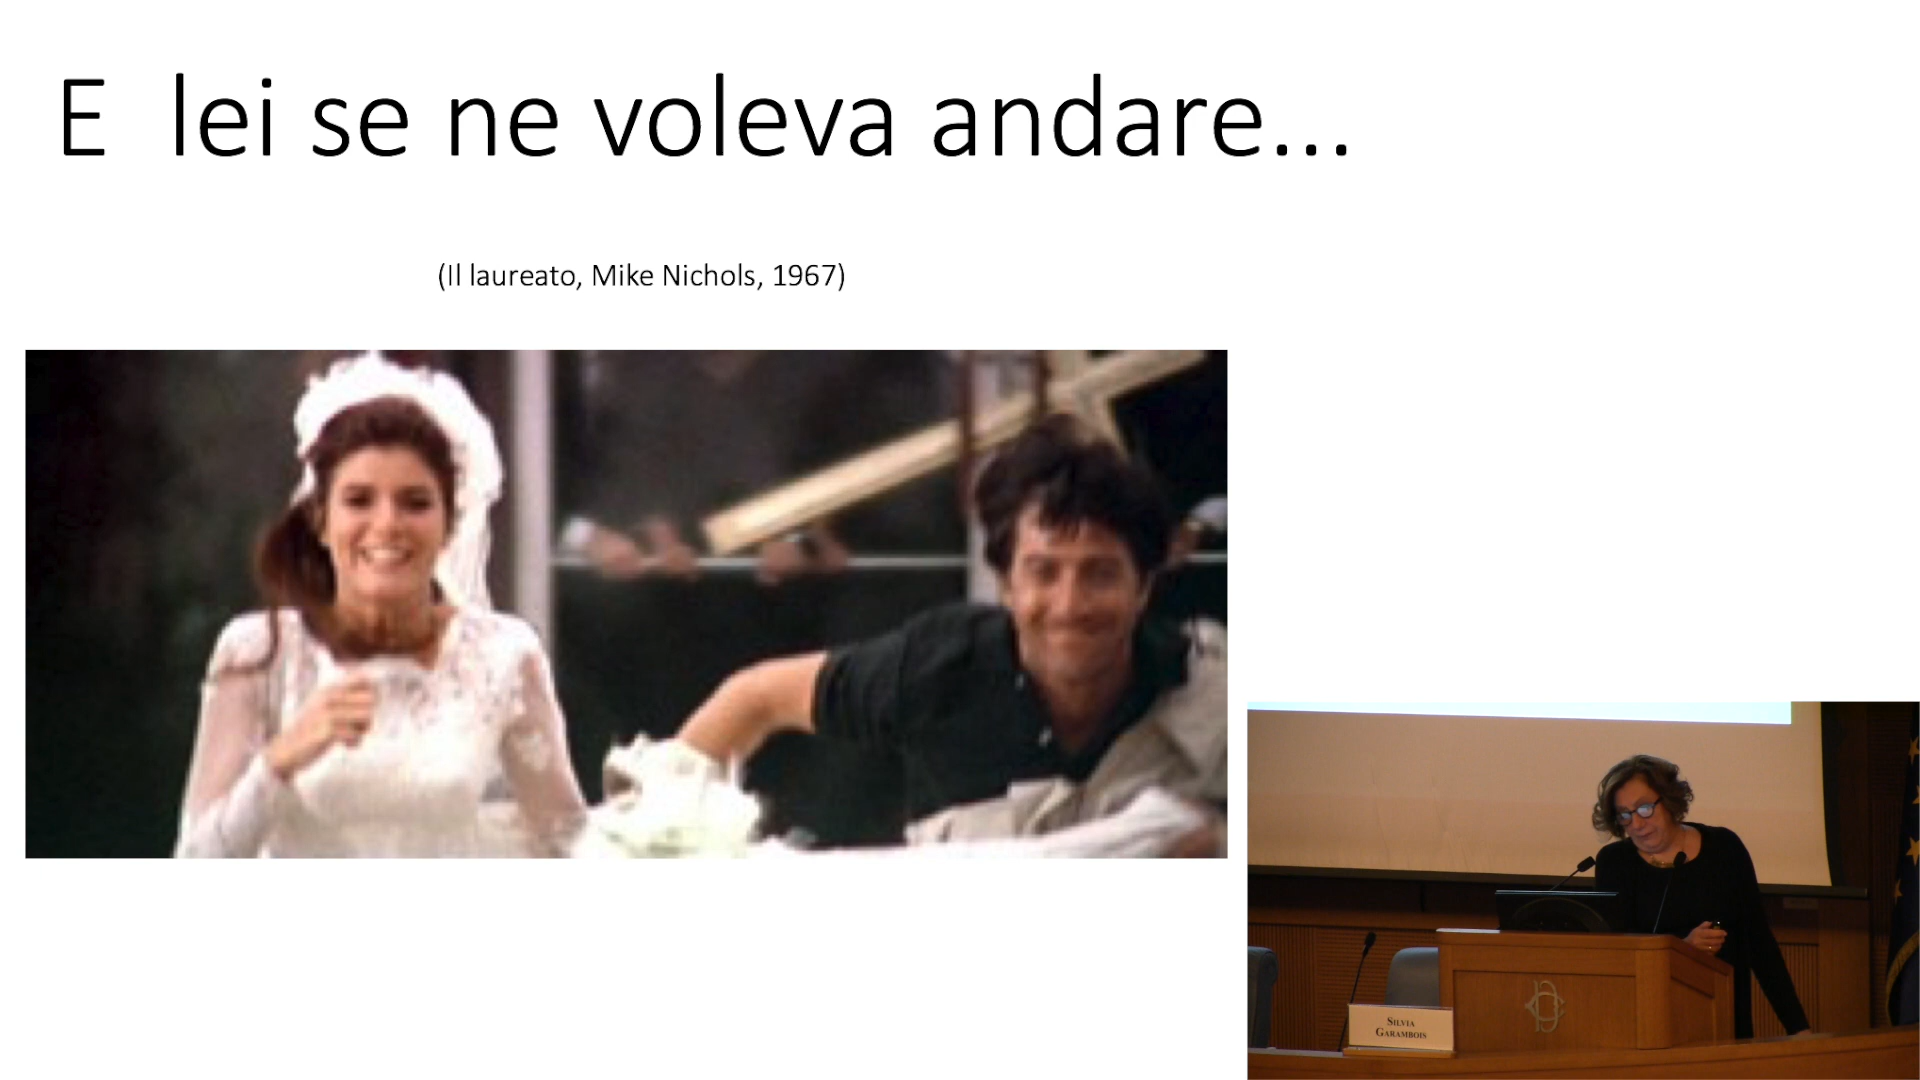 E lei se ne voleva andare...
(Il laureato, Mike Nichols, 1967)
SILVIA
GARAMBOIS